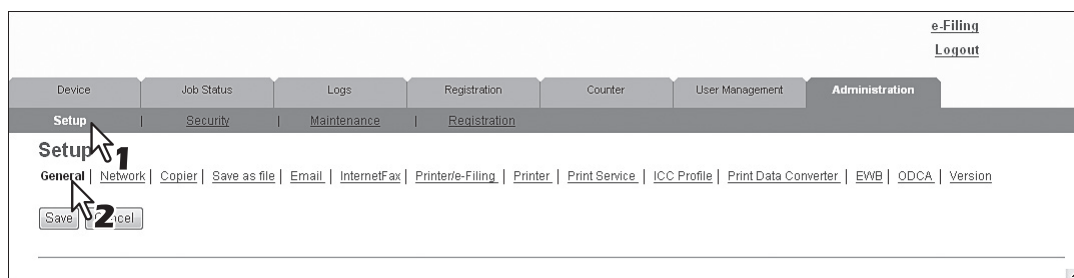 e-Filing
Logout
Device Job Status Logs Registration Counter User Management Administration
Setup | Security | Maintenance | Registration
Setup 1
General | Network | Copier | Save as file | Email | InternetFax | Printer/e-Filing | Printer | Print Service | ICC Profile | Print Data Converter | EWB | ODCA | Version
Save 2